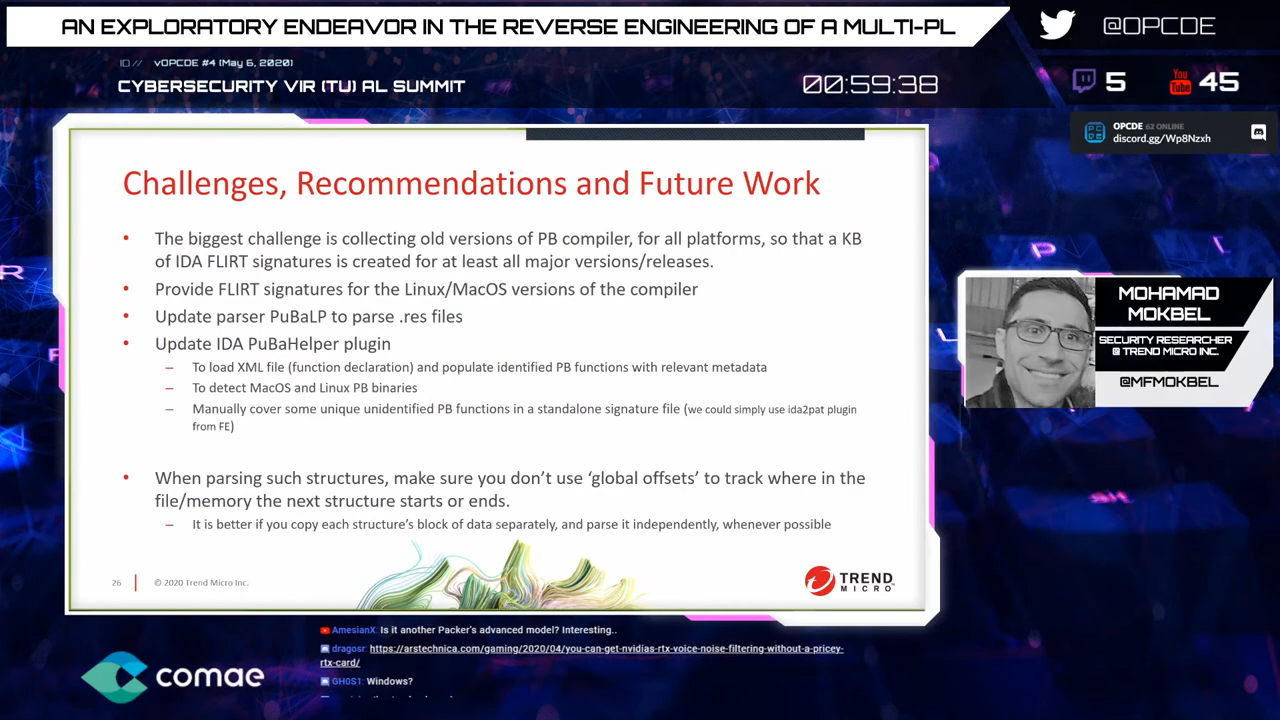 AN EXPLORATORY ENDEAVOR IN THE REVERSE ENGINEERING OF A MULTI-PL
@OPCDE
ID // vOPCDE #4 (May 6, 2020)
CYBERSECURITY VIR (TU) AL SUMMIT
00:59:38
5
You Tube
45
OPCDE 62 ONLINE
discord.gg/Wp8Nzxh
Challenges, Recommendations and Future Work
• The biggest challenge is collecting old versions of PB compiler, for all platforms, so that a KB
of IDA FLIRT signatures is created for at least all major versions/releases.
• Provide FLIRT signatures for the Linux/MacOS versions of the compiler
• Update parser PuBaLP to parse .res files
• Update IDA PuBaHelper plugin
– To load XML file (function declaration) and populate identified PB functions with relevant metadata
– To detect MacOS and Linux PB binaries
– Manually cover some unique unidentified PB functions in a standalone signature file (we could simply use ida2pat plugin
from FE)
• When parsing such structures, make sure you don't use 'global offsets' to track where in the
file/memory the next structure starts or ends.
– It is better if you copy each structure's block of data separately, and parse it independently, whenever possible
26
© 2020 Trend Micro Inc.
TREND
MICRO
MOHAMAD
MOKBEL
SECURITY RESEARCHER
@ TREND MICRO INC.
@MFMOKBEL
comae
AmesianX: Is it another Packer's advanced model? Interesting..
dragosr: https://arstechnica.com/gaming/2020/04/you-can-get-nvidias-rtx-voice-noise-filtering-without-a-pricey-
rtx-card/
GH0S1: Windows?